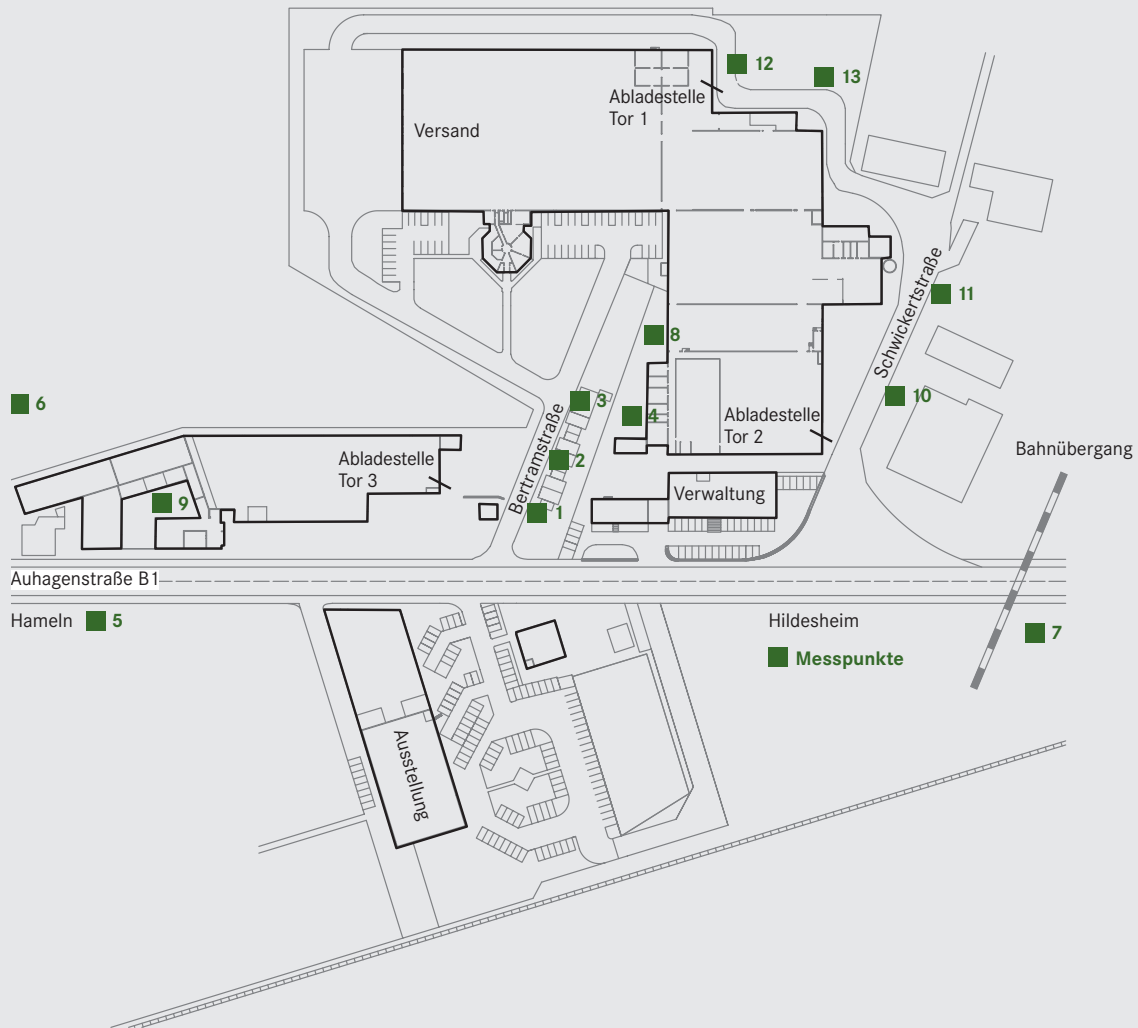 12
13
Abladestelle
Tor 1
Versand
Schwickertstraße
11
8
6
3
10
4
Abladestelle
Tor 2
Bahnübergang
Abladestelle
Tor 3
Bertramstraße
2
Verwaltung
9
1
Auhagenstraße B1
Hameln
5
Hildesheim
7
Messpunkte
Ausstellung